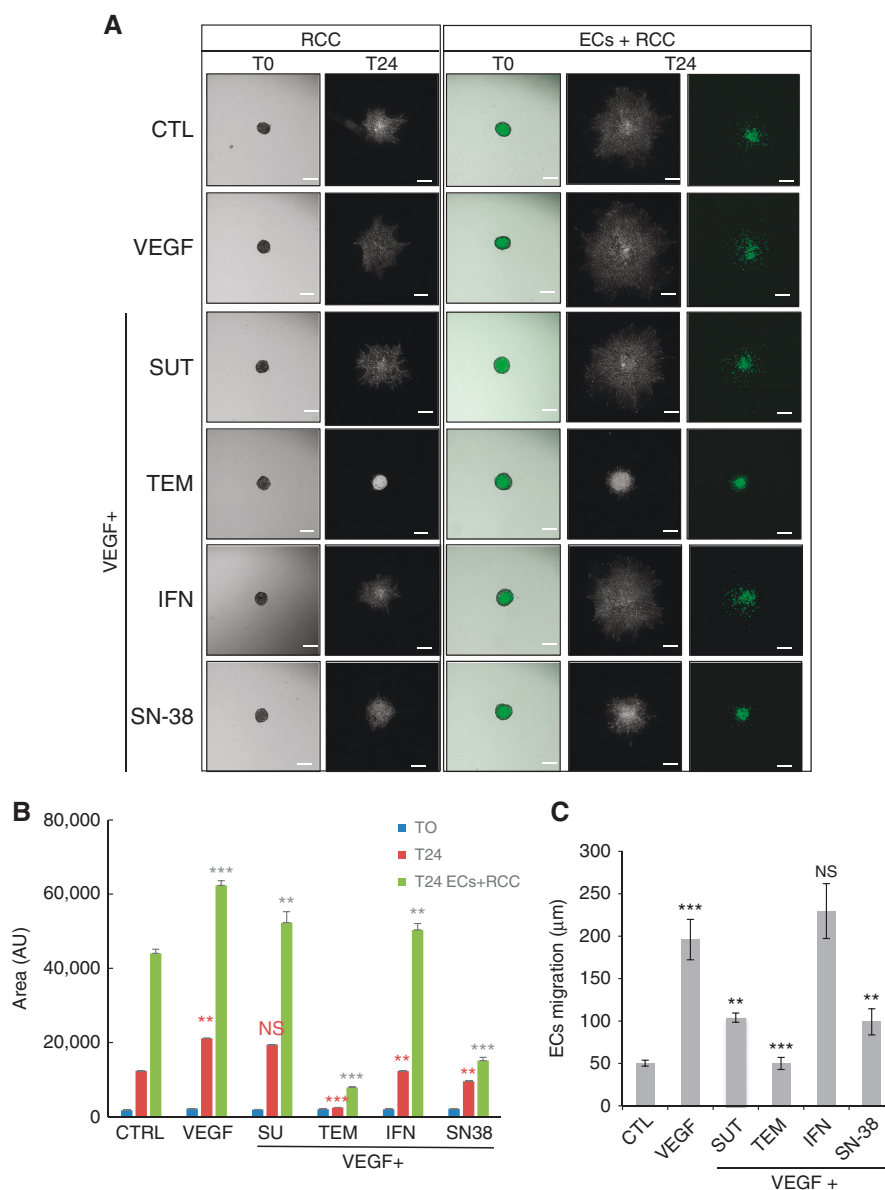 A
RCC
ECs + RCC
T0
T24
T0
T24
CTL
VEGF
SUT
TEM
IFN
SN-38
VEGF+
B
80,000
60,000
40,000
20,000
0
Area (AU)
TO
T24
T24 ECs+RCC
**
***
NS
**
***
***
**
**
**
***
CTRL VEGF SU TEM IFN SN38
VEGF+
C
300
250
200
150
100
50
0
ECs migration (µm)
***
**
***
NS
**
CTL VEGF SUT TEM IFN SN-38
VEGF +